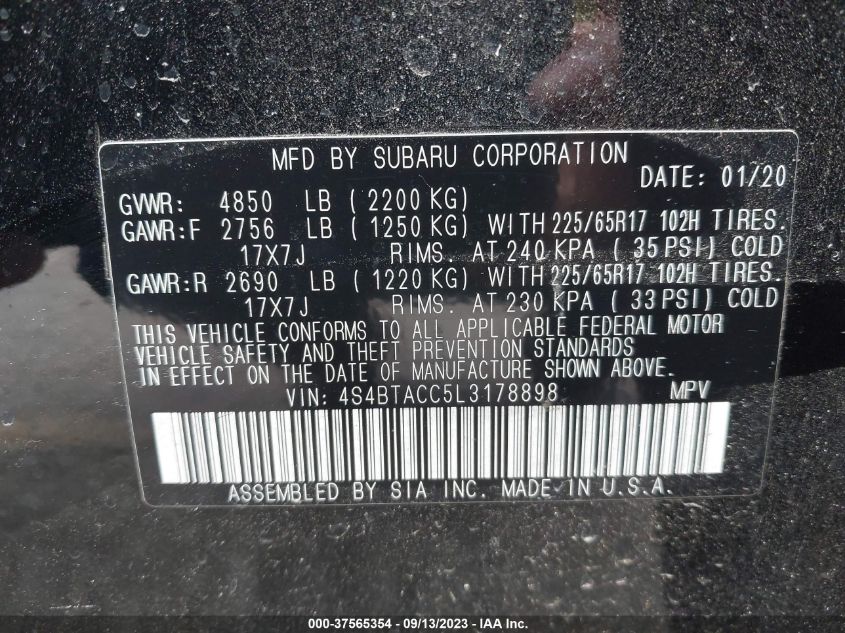 MFD BY SUBARU CORPORATION
DATE: 01/20
GVWR: 4850 LB ( 2200 KG)
GAWR:F 2756 LB ( 1250 KG) WITH 225/65R17 102H TIRES.
17X7J RIMS. AT 240 KPA ( 35 PSI) COLD
GAWR:R 2690 LB ( 1220 KG) WITH 225/65R17 102H TIRES.
17X7J RIMS. AT 230 KPA ( 33 PSI) COLD
THIS VEHICLE CONFORMS TO ALL APPLICABLE FEDERAL MOTOR
VEHICLE SAFETY AND THEFT PREVENTION STANDARDS
IN EFFECT ON THE DATE OF MANUFACTURE SHOWN ABOVE.
VIN: 4S4BTACC5L3178898 MPV
ASSEMBLED BY SIA INC. MADE IN U.S.A.
000-37565354 - 09/13/2023 - IAA Inc.